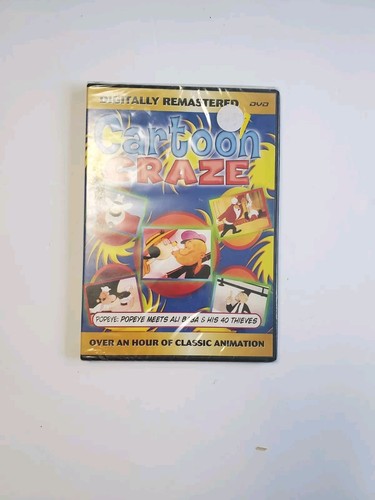 DIGITALLY REMASTERED DVD
Cartoon
CRAZE
POPEYE: POPEYE MEETS ALI BABA & HIS 40 THIEVES
OVER AN HOUR OF CLASSIC ANIMATION